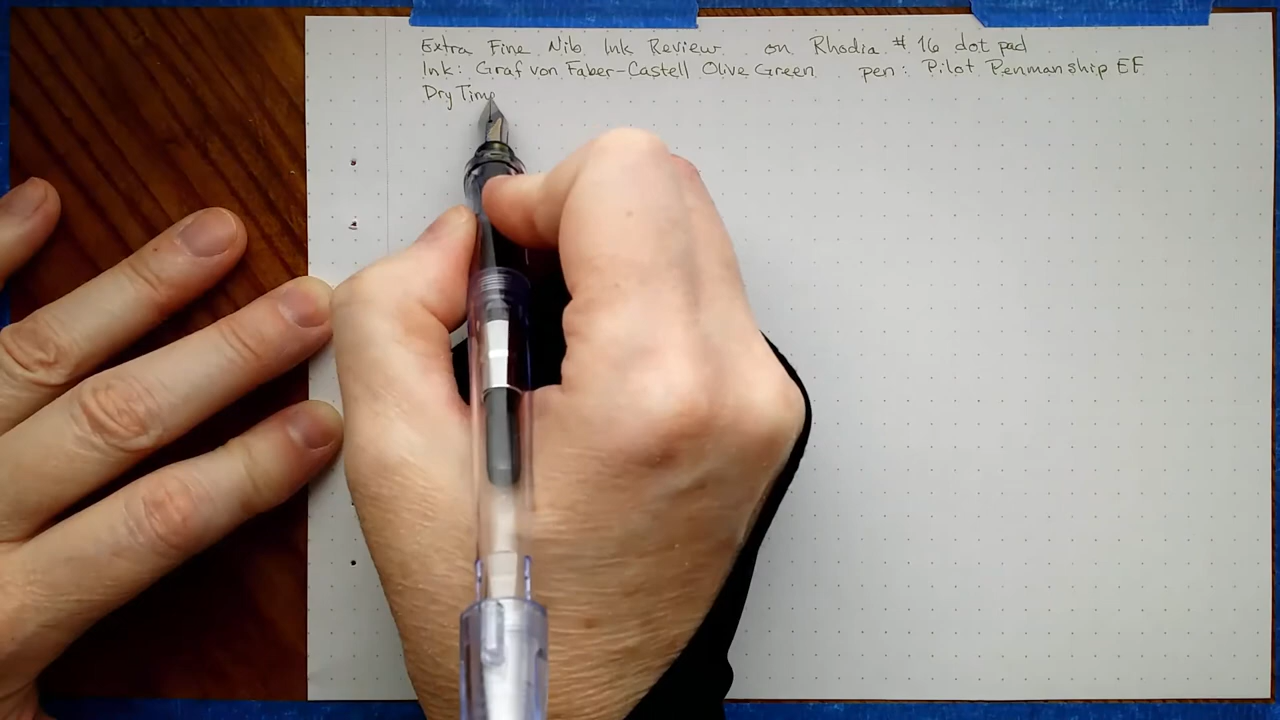 Extra Fine Nib Ink Review on Rhodia #16 dot pad
Ink: Graf von Faber-Castell Olive Green pen: Pilot Penmanship EF
Dry Time